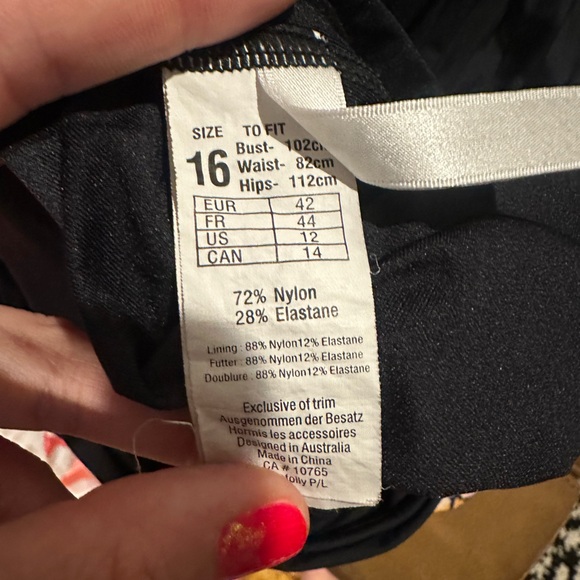 SIZE TO FIT
16 Bust- 102c
Waist- 82cm
Hips- 112cm
EUR 42
FR 44
US 12
CAN 14
72% Nylon
28% Elastane
Lining : 88% Nylon12% Elastane
Futter : 88% Nylon12% Elastane
Doublure : 88% Nylon12% Elastane
Exclusive of trim
Ausgenommen der Besatz
Hormis les accessoires
Designed in Australia
Made in China
CA # 10765
P/L